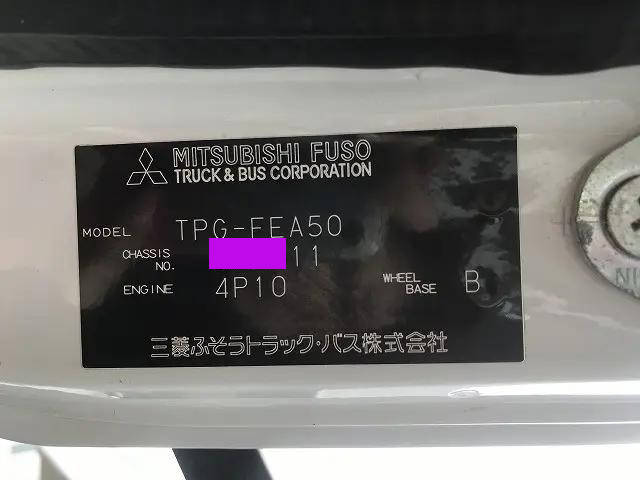 MITSUBISHI FUSO
TRUCK & BUS CORPORATION
MODEL TPG-FEA50
CHASSIS NO. 11
ENGINE 4P10 WHEEL BASE B
三菱ふそうトラック・バス株式会社